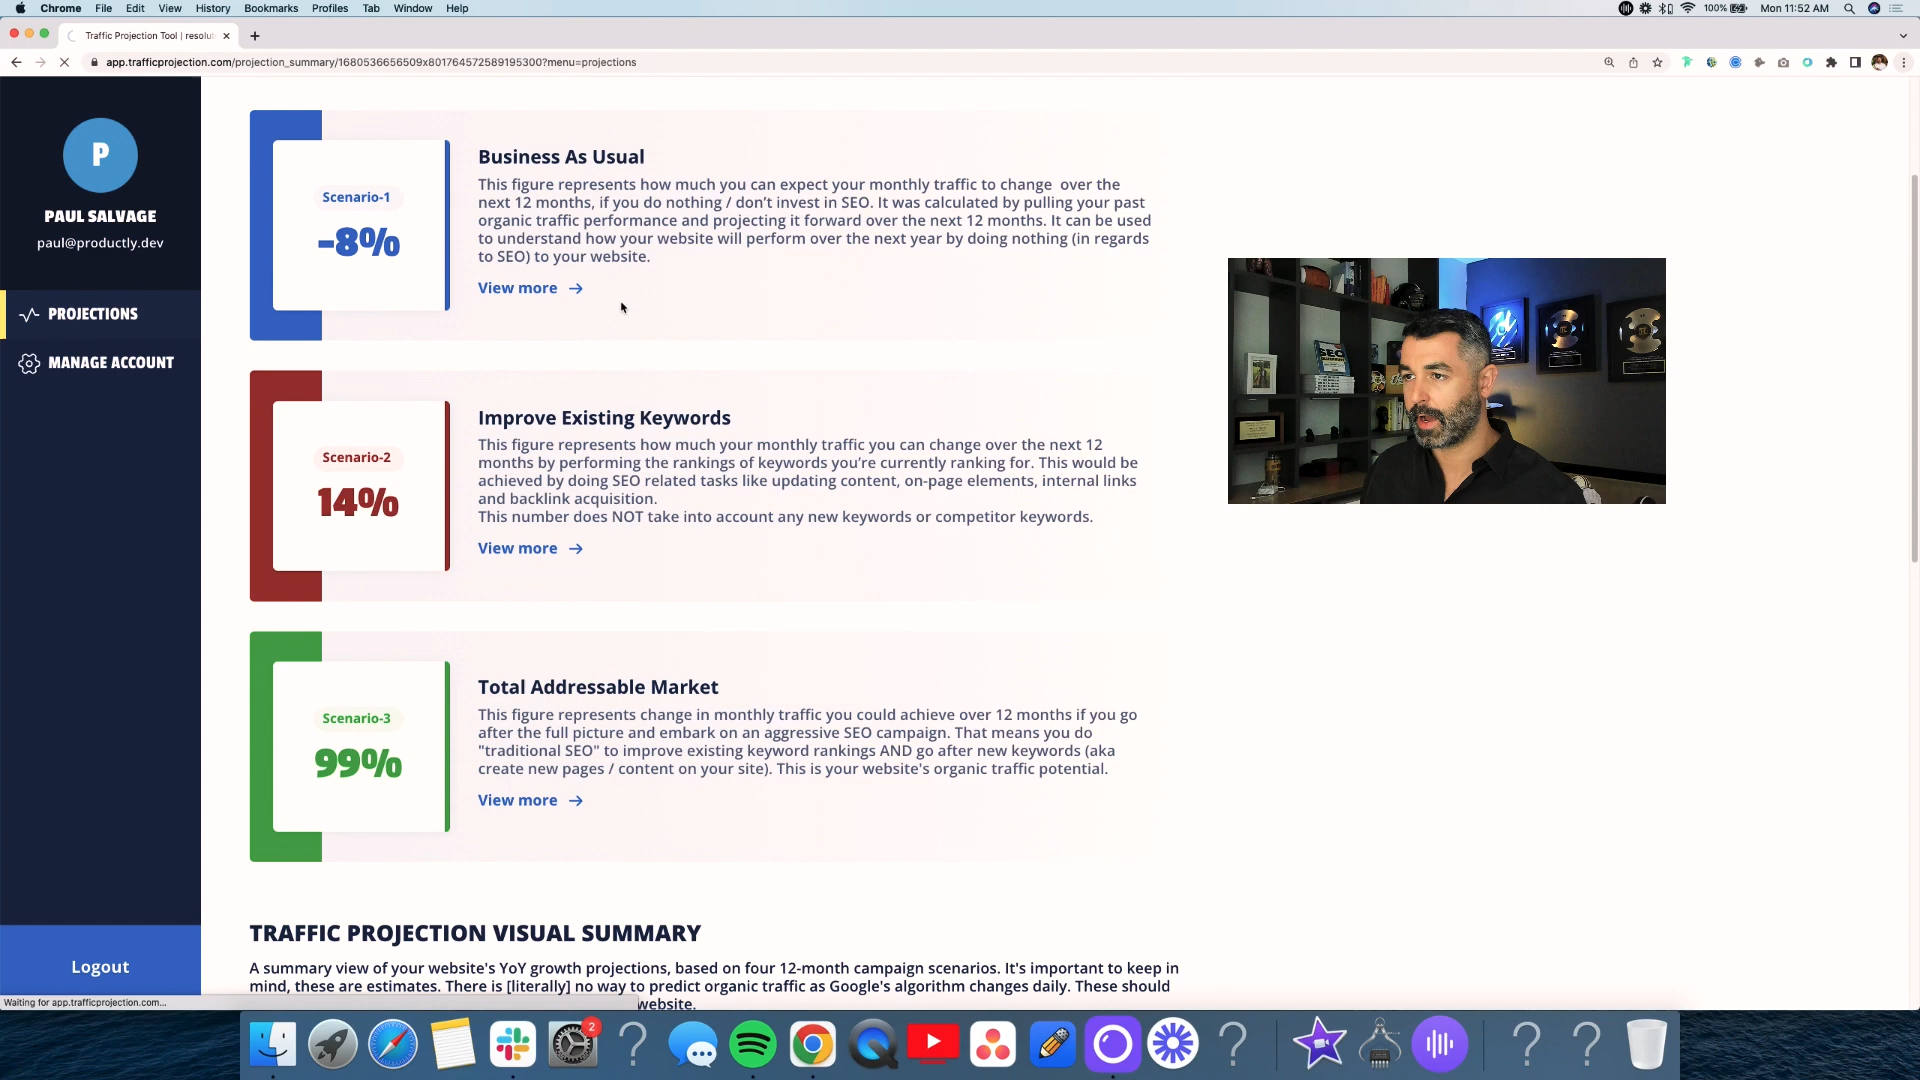 Chrome File Edit View History Bookmarks Profiles Tab Window Help
100% Mon 11:52 AM
Traffic Projection Tool | resolut
app.trafficprojection.com/projection_summary/1680536656509x801764572589195300?menu=projections
P
PAUL SALVAGE
paul@productly.dev
PROJECTIONS
MANAGE ACCOUNT
Logout
Scenario-1
-8%
Business As Usual
This figure represents how much you can expect your monthly traffic to change over the
next 12 months, if you do nothing / don't invest in SEO. It was calculated by pulling your past
organic traffic performance and projecting it forward over the next 12 months. It can be used
to understand how your website will perform over the next year by doing nothing (in regards
to SEO) to your website.
View more
Scenario-2
14%
Improve Existing Keywords
This figure represents how much your monthly traffic you can change over the next 12
months by performing the rankings of keywords you're currently ranking for. This would be
achieved by doing SEO related tasks like updating content, on-page elements, internal links
and backlink acquisition.
This number does NOT take into account any new keywords or competitor keywords.
View more
Scenario-3
99%
Total Addressable Market
This figure represents change in monthly traffic you could achieve over 12 months if you go
after the full picture and embark on an aggressive SEO campaign. That means you do
"traditional SEO" to improve existing keyword rankings AND go after new keywords (aka
create new pages / content on your site). This is your website's organic traffic potential.
View more
SEO
TRAFFIC PROJECTION VISUAL SUMMARY
A summary view of your website's YoY growth projections, based on four 12-month campaign scenarios. It's important to keep in
mind, these are estimates. There is [literally] no way to predict organic traffic as Google's algorithm changes daily. These should
website.
Waiting for app.trafficprojection.com...
2